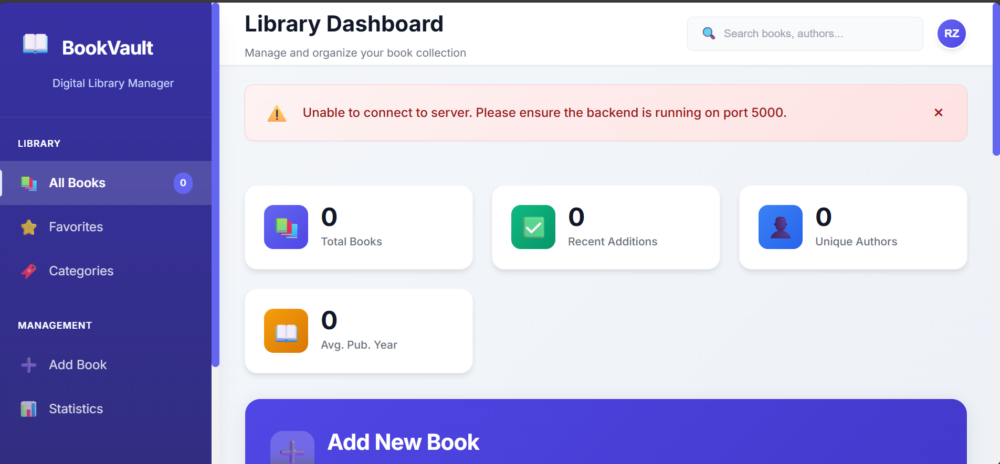 BookVault
Digital Library Manager
LIBRARY
All Books
0
Favorites
Categories
MANAGEMENT
Add Book
Statistics
Library Dashboard
Manage and organize your book collection
Search books, authors...
RZ
Unable to connect to server. Please ensure the backend is running on port 5000.
×
0
Total Books
0
Recent Additions
0
Unique Authors
0
Avg. Pub. Year
Add New Book